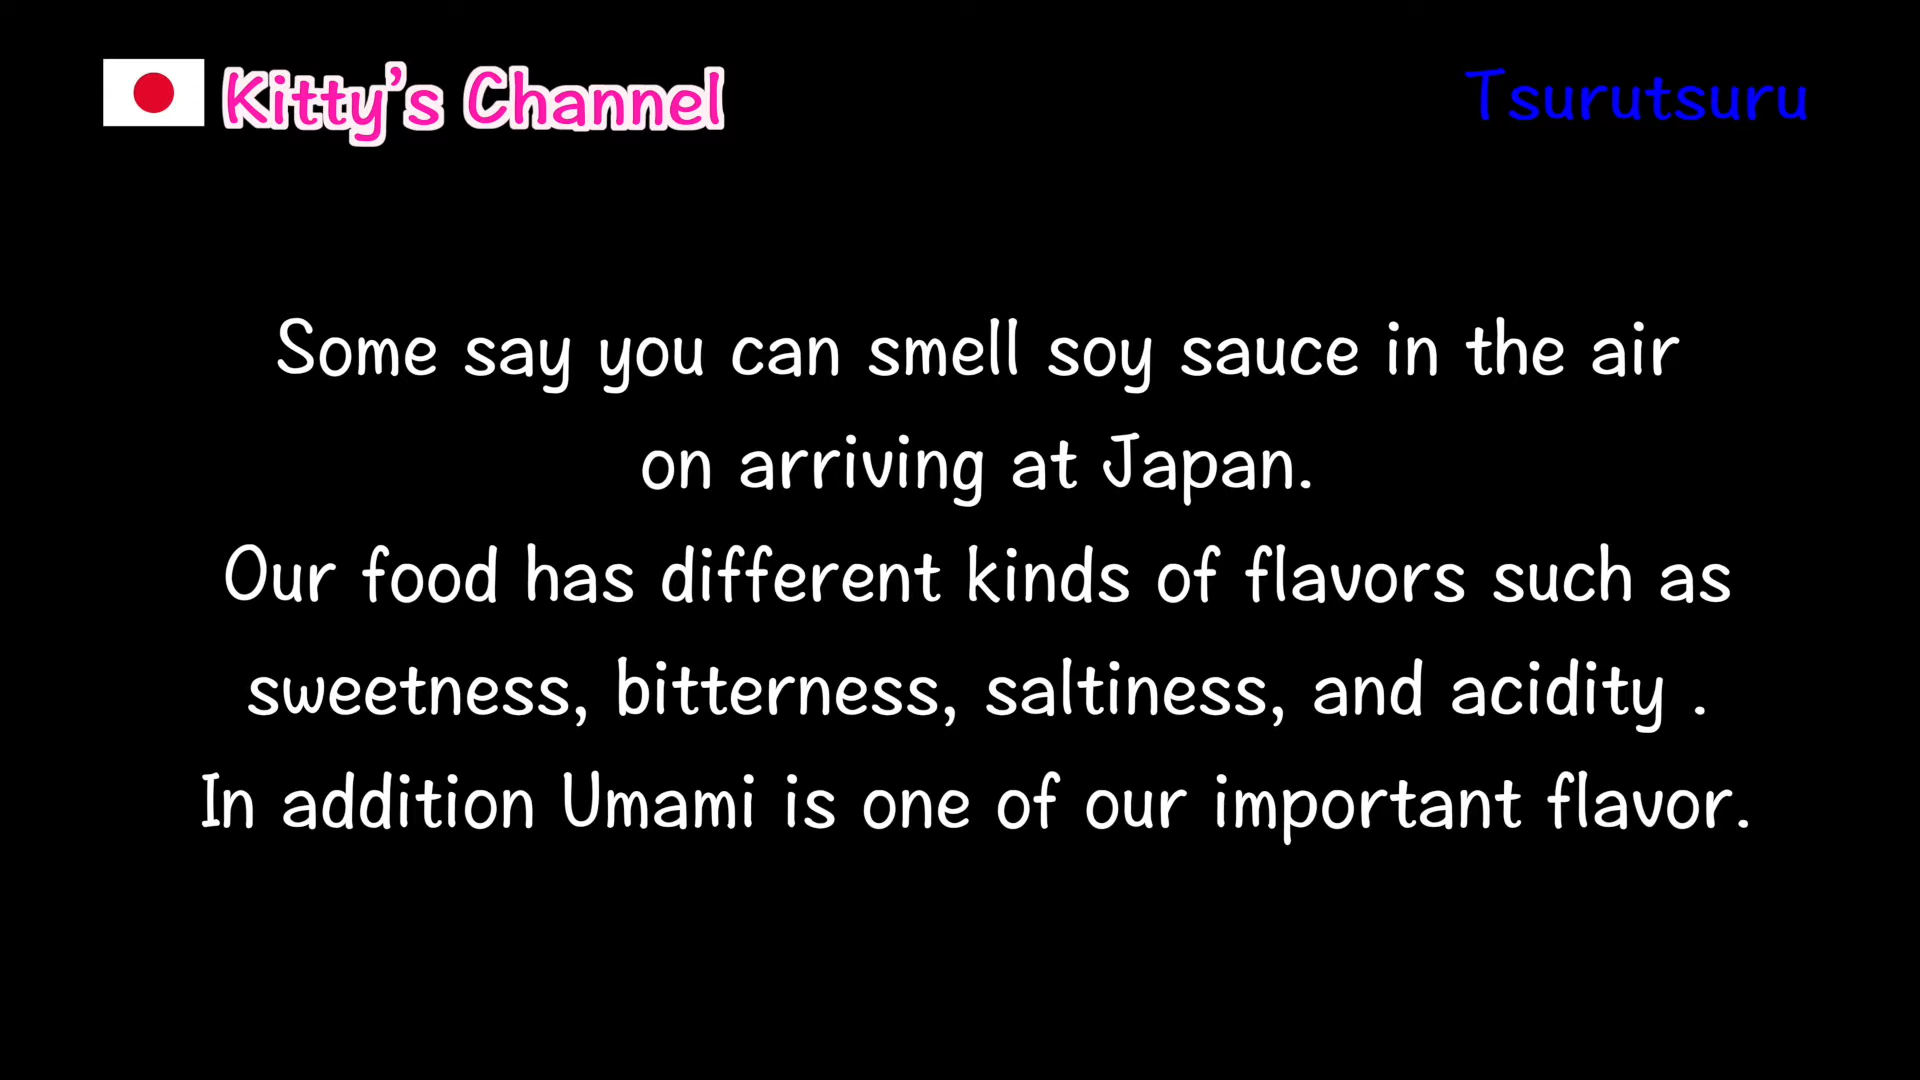 Kitty's Channel
Tsurutsuru
Some say you can smell soy sauce in the air
on arriving at Japan.
Our food has different kinds of flavors such as
sweetness, bitterness, saltiness, and acidity .
In addition Umami is one of our important flavor.